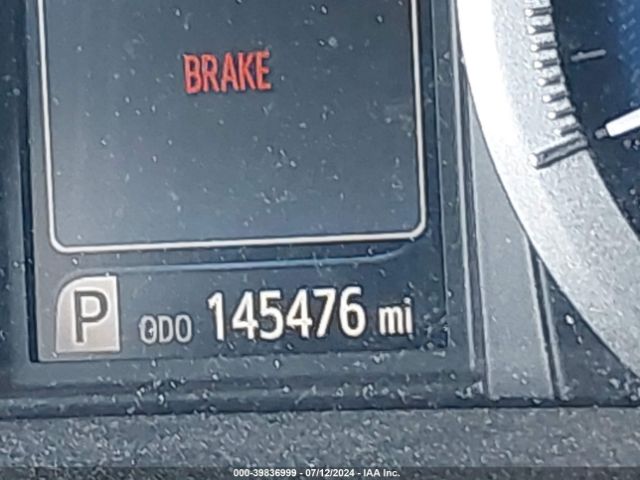 BRAKE
P ODO 145476 mi
000-39836999 - 07/12/2024 - IAA Inc.